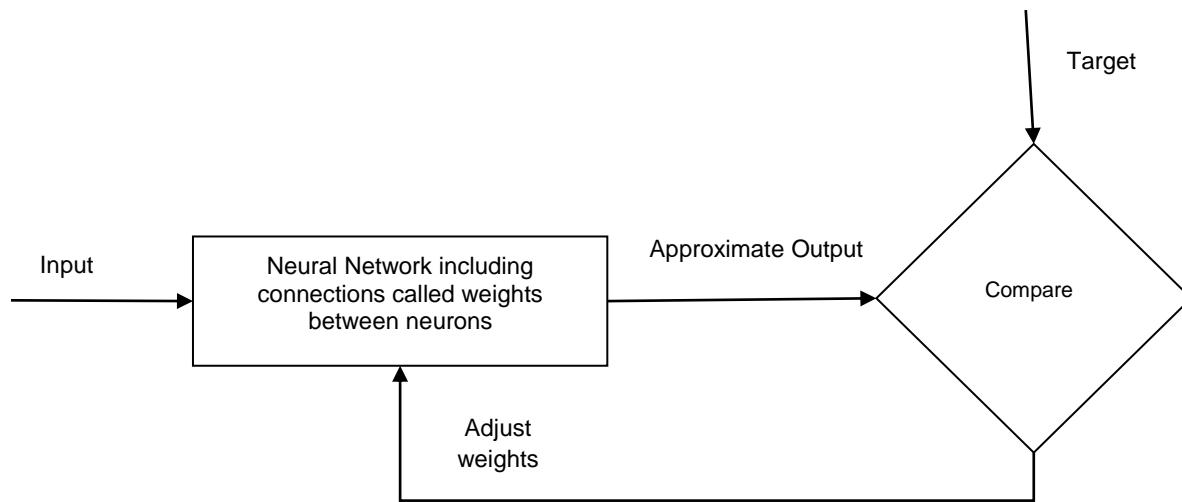 Target
Input
Neural Network including
connections called weights
between neurons
Approximate Output
Compare
Adjust
weights